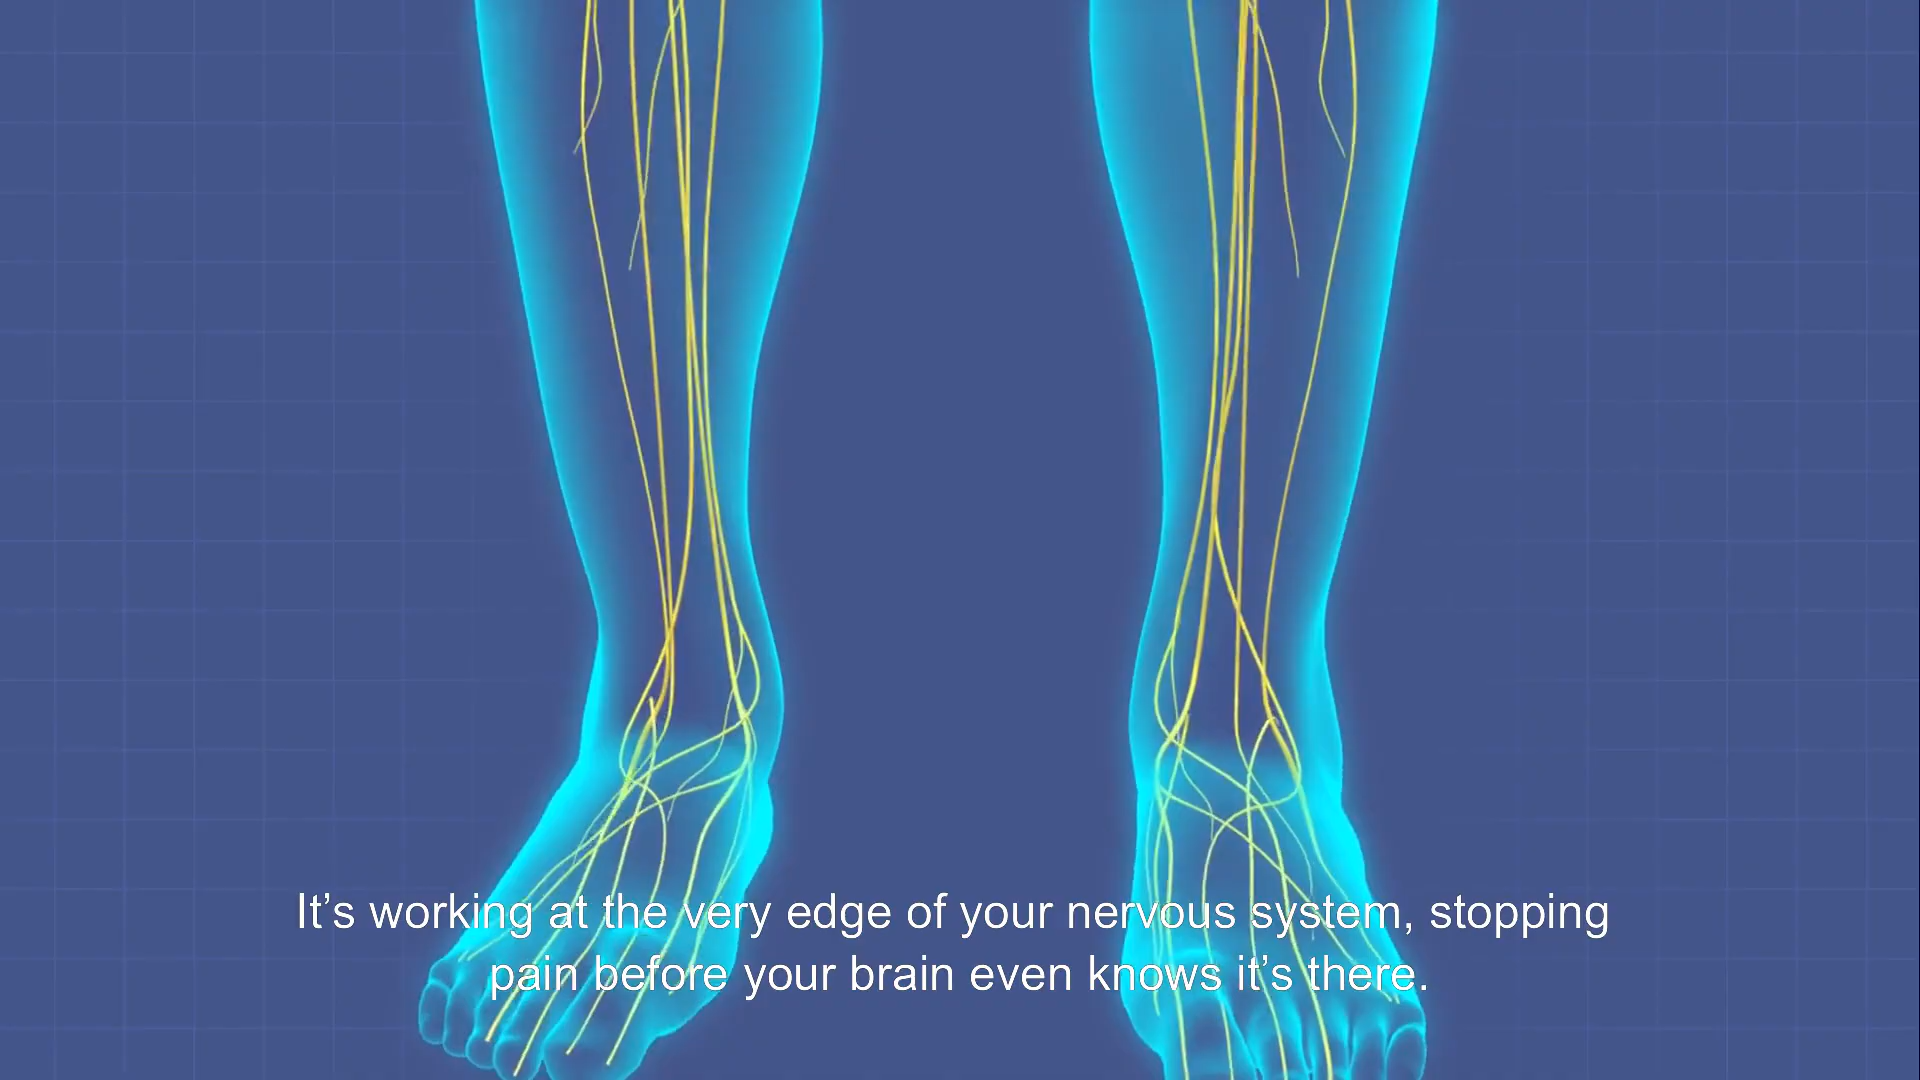 It’s working at the very edge of your nervous system, stopping
pain before your brain even knows it’s there.